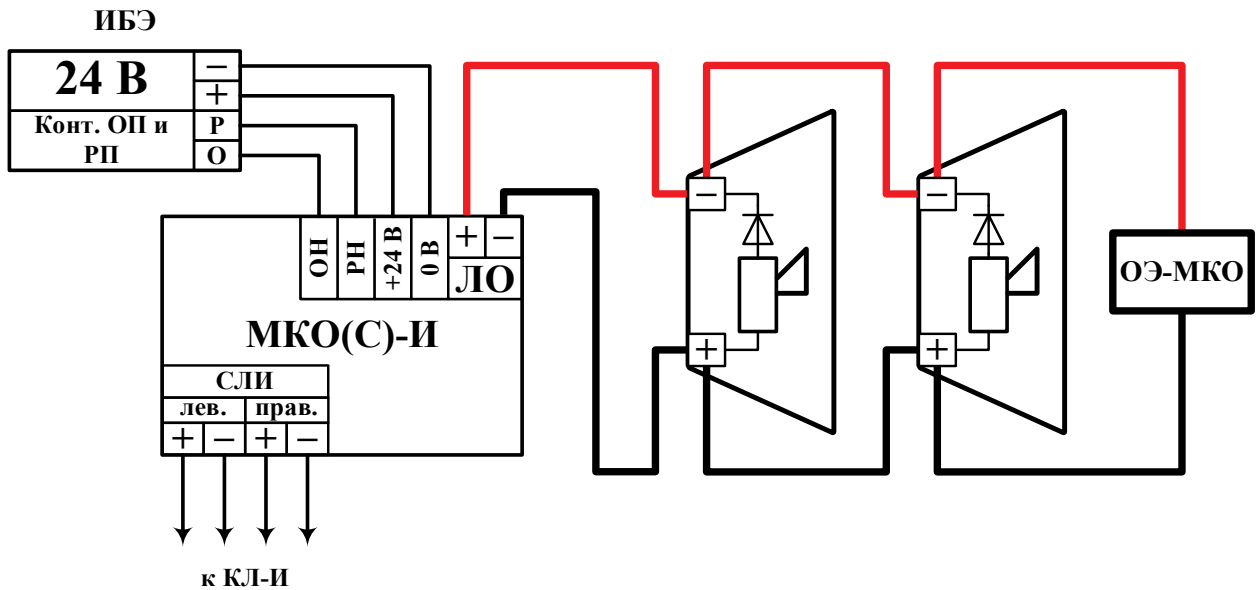 ИБЭ
24 В
−
+
Конт. ОП и
РП
Р
О
ОН
РН
+24 В
0 В
+
−
ЛО
МКО(С)-И
СЛИ
лев.
прав.
+
−
+
−
к КЛ-И
−
+
−
+
ОЭ-МКО